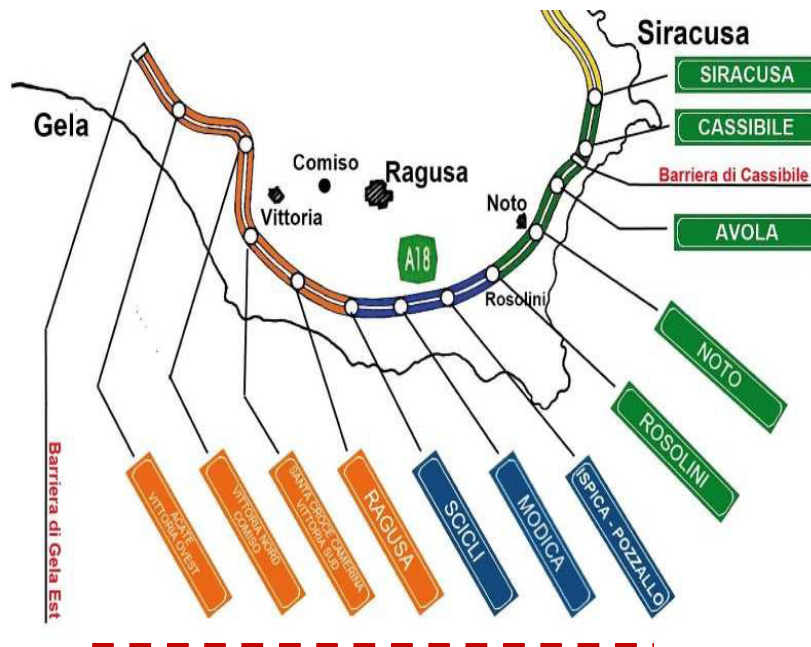 Siracusa
SIRACUSA
CASSIBILE
Barriera di Cassibile
AVOLA
Gela
Comiso
Ragusa
Vittoria
Noto
A18
Rosolini
NOTO
ROSOLINI
Barriera di Gela Est
ACATE
VITTORIA OVEST
VITTORIA NORD
COMISO
SANTA CROCE CAMERINA
VITTORIA SUD
RAGUSA
SCICLI
MODICA
ISPICA - POZZALLO